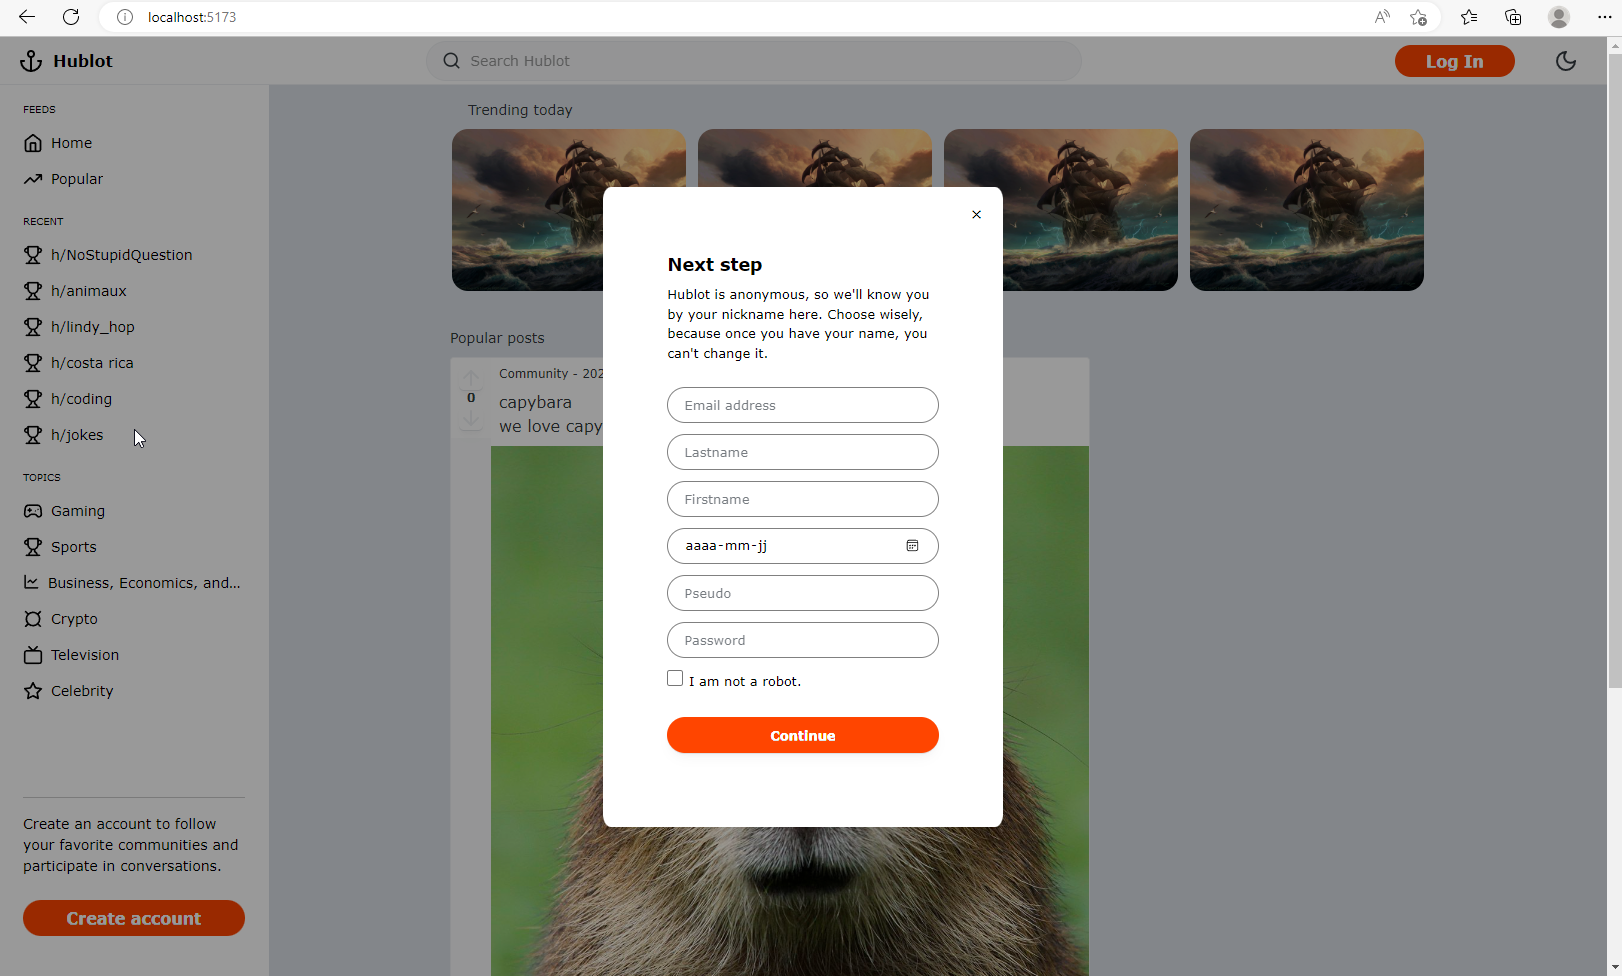 localhost:5173
Hublot
Search Hublot
Log In
FEEDS
Home
Popular
RECENT
h/NoStupidQuestion
h/animaux
h/lindy_hop
h/costa rica
h/coding
h/jokes
TOPICS
Gaming
Sports
Business, Economics, and...
Crypto
Television
Celebrity
Create an account to follow
your favorite communities and
participate in conversations.
Create account
Trending today
Popular posts
Community - 202
0
capybara
we love capy
Next step
Hublot is anonymous, so we'll know you
by your nickname here. Choose wisely,
because once you have your name, you
can't change it.
Email address
Lastname
Firstname
aaaa-mm-jj
Pseudo
Password
I am not a robot.
Continue